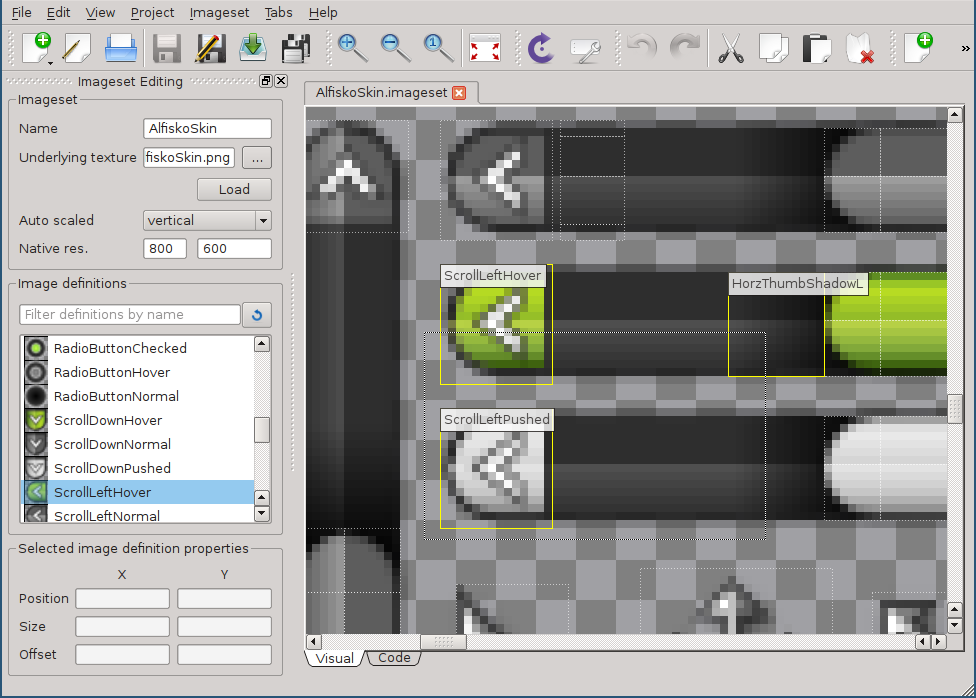 File Edit View Project Imageset Tabs Help
1
»
Imageset Editing
AlfiskoSkin.imageset
Imageset
Name AlfiskoSkin
Underlying texture fiskoSkin.png ...
Load
Auto scaled vertical
Native res. 800 600
Image definitions
Filter definitions by name
RadioButtonChecked
RadioButtonHover
RadioButtonNormal
ScrollDownHover
ScrollDownNormal
ScrollDownPushed
ScrollLeftHover
ScrollLeftNormal
Selected image definition properties
X Y
Position
Size
Offset
ScrollLeftHover
HorzThumbShadowL
ScrollLeftPushed
Visual Code